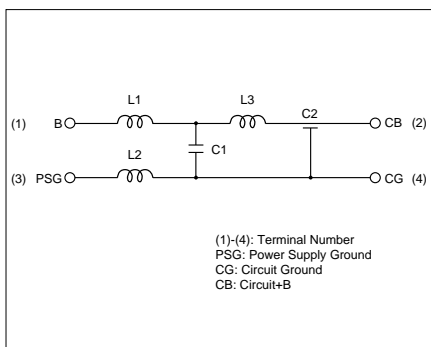 L1
L3
C2
(1) B
CB (2)
C1
L2
(3) PSG
CG (4)
(1)-(4): Terminal Number
PSG: Power Supply Ground
CG: Circuit Ground
CB: Circuit+B